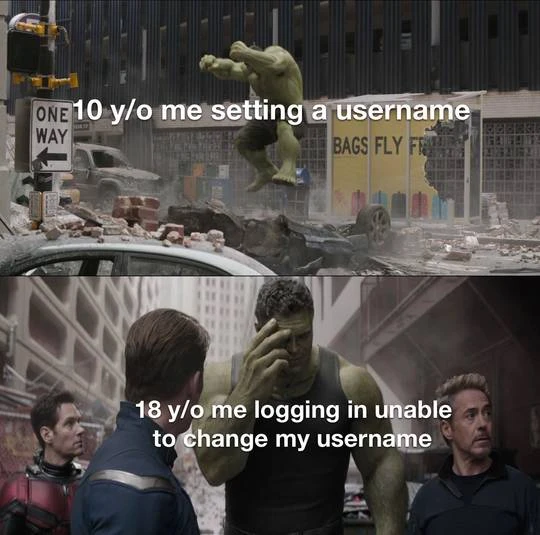 10 y/o me setting a username
ONE
WAY
BAGS FLY F
18 y/o me logging in unable
to change my username